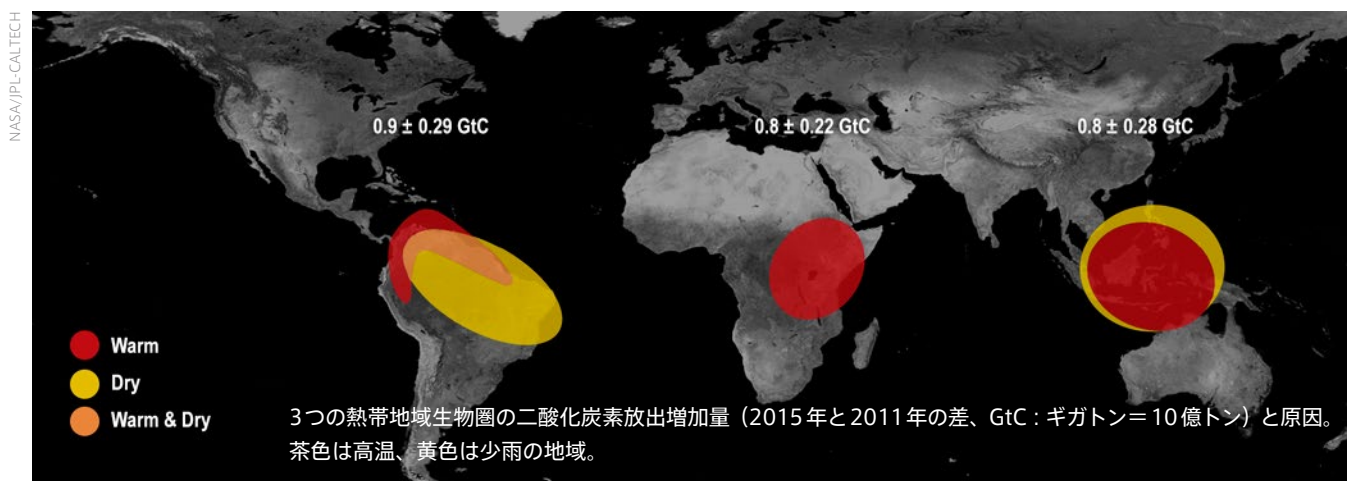 NASA/JPL-CALTECH
0.9 ± 0.29 GtC
0.8 ± 0.22 GtC
0.8 ± 0.28 GtC
Warm
Dry
Warm & Dry
3つの熱帯地域生物圏の二酸化炭素放出増加量（2015年と2011年の差、GtC：ギガトン＝10億トン）と原因。
茶色は高温、黄色は少雨の地域。